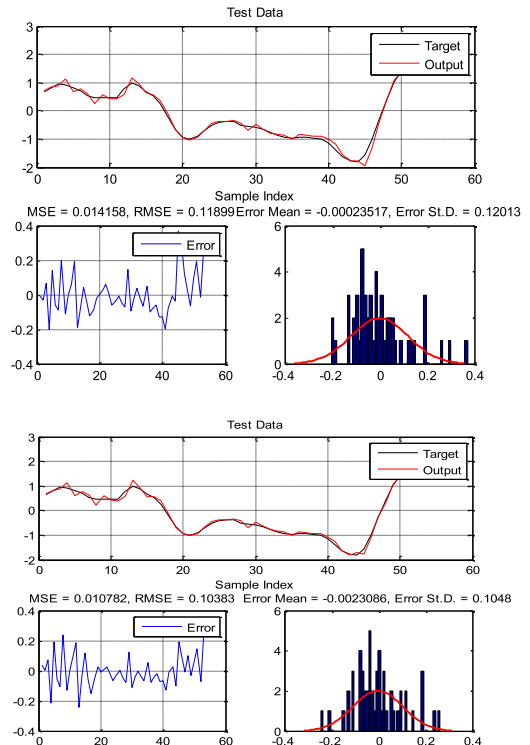 Test Data
3
2
1
0
-1
-2
Target
Output
0 10 20 30 40 50 60
Sample Index
MSE = 0.014158, RMSE = 0.11899 Error Mean = -0.00023517, Error St.D. = 0.12013
0.4
0.2
0
-0.2
-0.4
Error
0 20 40 60
6
4
2
0
-0.4 -0.2 0 0.2 0.4
Test Data
3
2
1
0
-1
-2
Target
Output
0 10 20 30 40 50 60
Sample Index
MSE = 0.010782, RMSE = 0.10383 Error Mean = -0.0023086, Error St.D. = 0.1048
0.4
0.2
0
-0.2
-0.4
Error
0 20 40 60
6
4
2
0
-0.4 -0.2 0 0.2 0.4